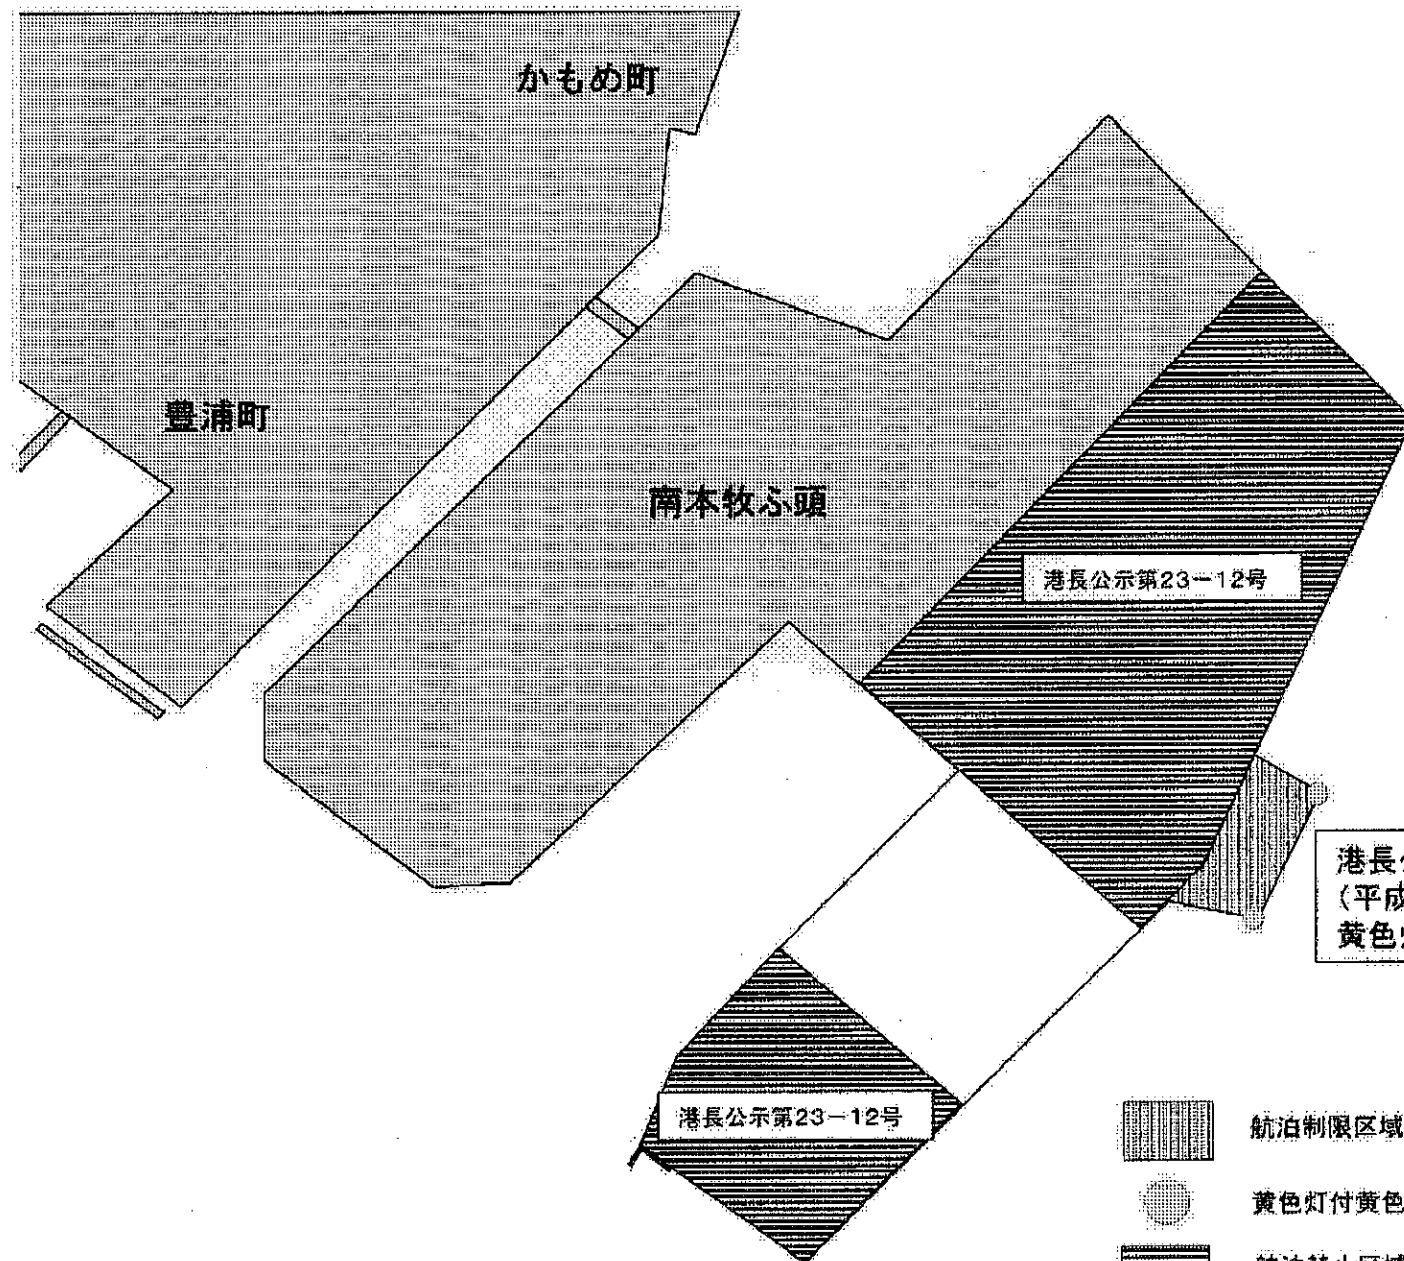 かもめ町
豊浦町
南本牧ふ頭
港長公示第23－12号
港長
（平成
黄色
港長公示第23－12号
航泊制限区域
黄色灯付黄色